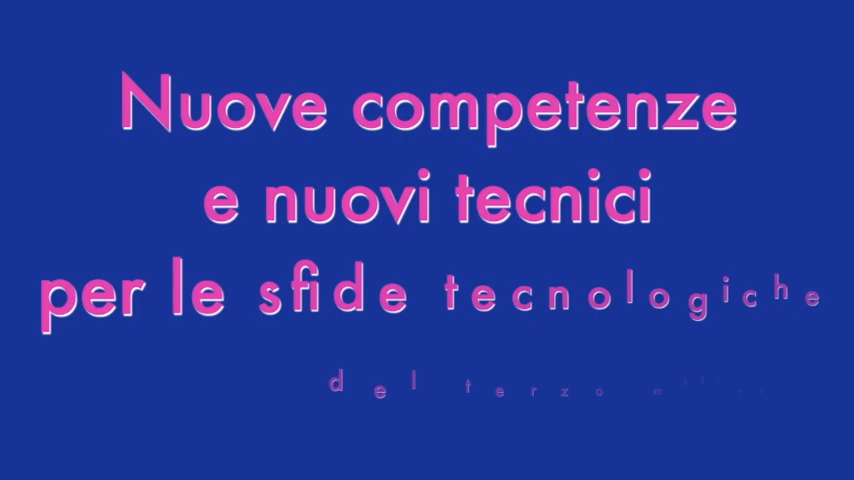 Nuove competenze
e nuovi tecnici
per le sfide tecnologiche
del terzo